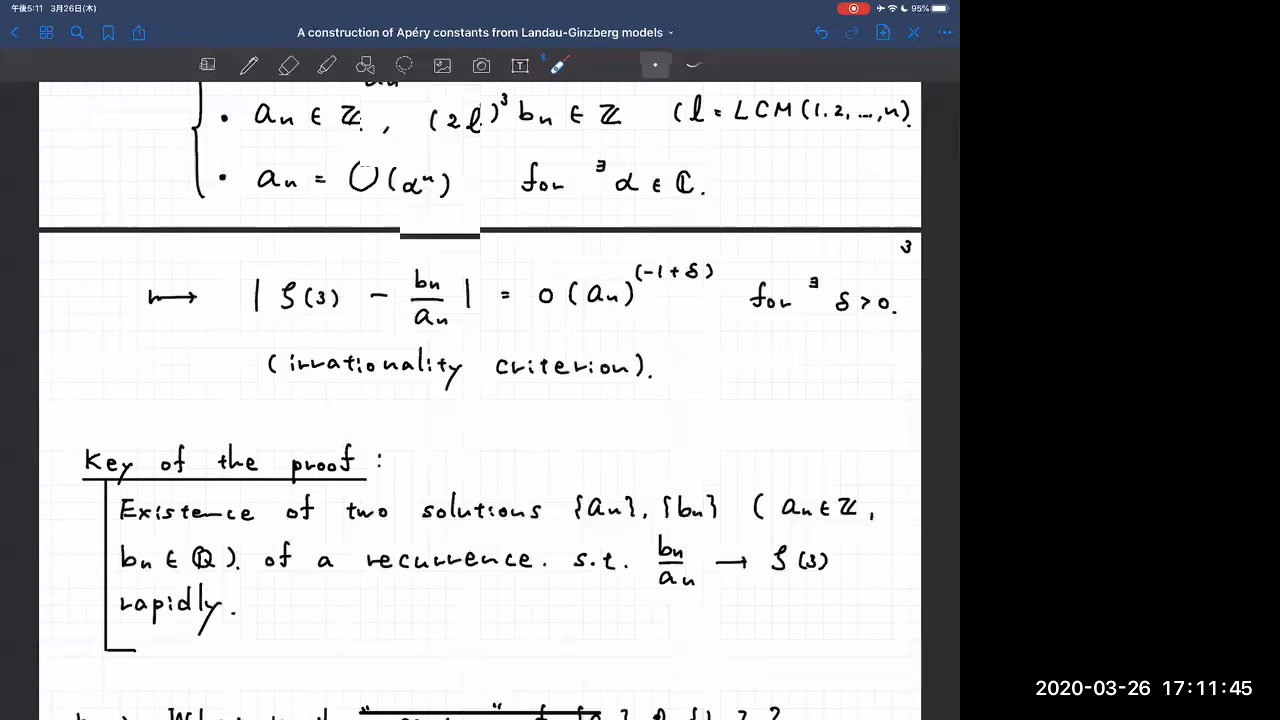 午後5:11 3月26日(木)
95%
A construction of Apéry constants from Landau-Ginzberg models
• aₙ ∈ ℤ, (2l)³ bₙ ∈ ℤ (l = LCM(1,2,…,n).
• aₙ = O(αⁿ) for ∃ α ∈ ℂ.
3
⟼ | ζ(3) − bₙ/aₙ | = o(aₙ)^(-1+δ) for ∃ δ > 0.
(irrationality criterion).
Key of the proof :
Existence of two solutions {aₙ}, {bₙ} (aₙ ∈ ℤ,
bₙ ∈ ℚ). of a recurrence. s.t. bₙ/aₙ → ζ(3)
rapidly.
2020-03-26 17:11:45